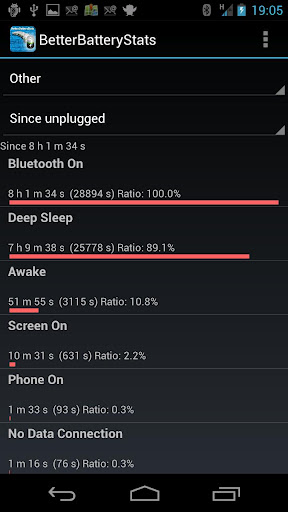 19:05
BetterBatteryStats
Other
Since unplugged
Since 8 h 1 m 34 s
Bluetooth On
8 h 1 m 34 s (28894 s) Ratio: 100.0%
Deep Sleep
7 h 9 m 38 s (25778 s) Ratio: 89.1%
Awake
51 m 55 s (3115 s) Ratio: 10.8%
Screen On
10 m 31 s (631 s) Ratio: 2.2%
Phone On
1 m 33 s (93 s) Ratio: 0.3%
No Data Connection
1 m 16 s (76 s) Ratio: 0.3%